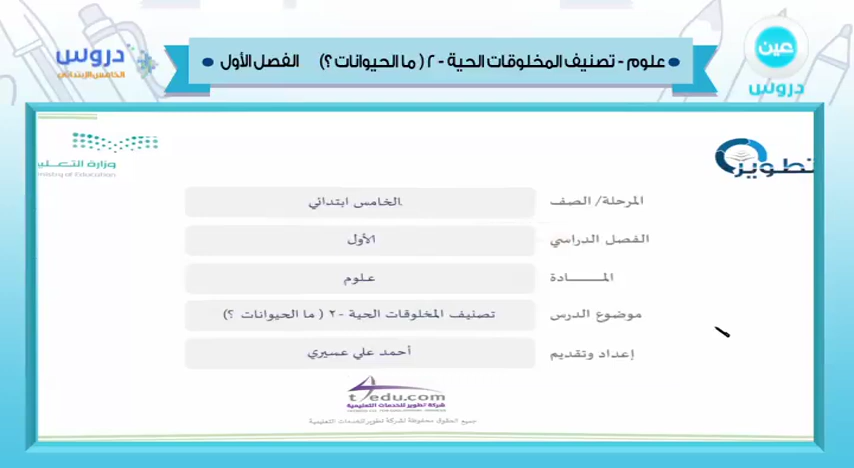 عين
دروس
علوم - تصنيف المخلوقات الحية - ٢ ( ما الحيوانات ؟) الفصل الأول
دروس
الخامس الإبتدائي
تطوير
وزارة التعليم
Ministry of Education
المرحلة/ الصف الخامس ابتدائي
الفصل الدراسي الأول
المـــــــادة علوم
موضوع الدرس تصنيف المخلوقات الحية - ٢ ( ما الحيوانات ؟)
إعداد وتقديم أحمد علي عسيري
t4edu.com
شركة تطوير للخدمات التعليمية
جميع الحقوق محفوظة لشركة تطوير للخدمات التعليمية